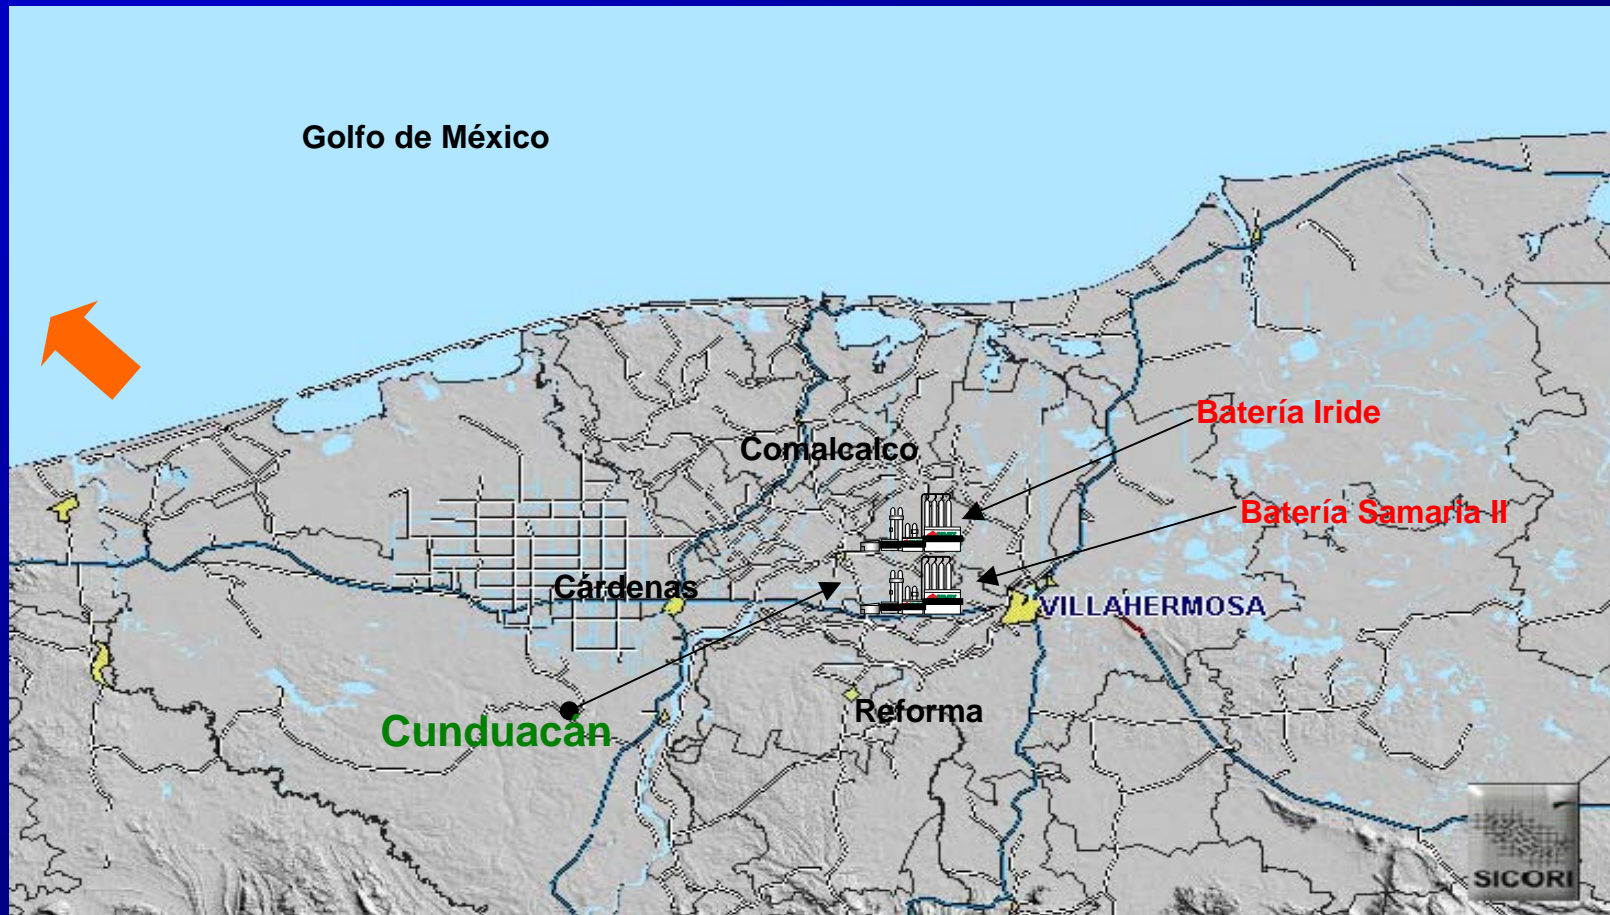 Golfo de México
Batería Iride
Comalcalco
Batería Samaria II
Cárdenas
VILLAHERMOSA
Cunduacán
Reforma
SICORI